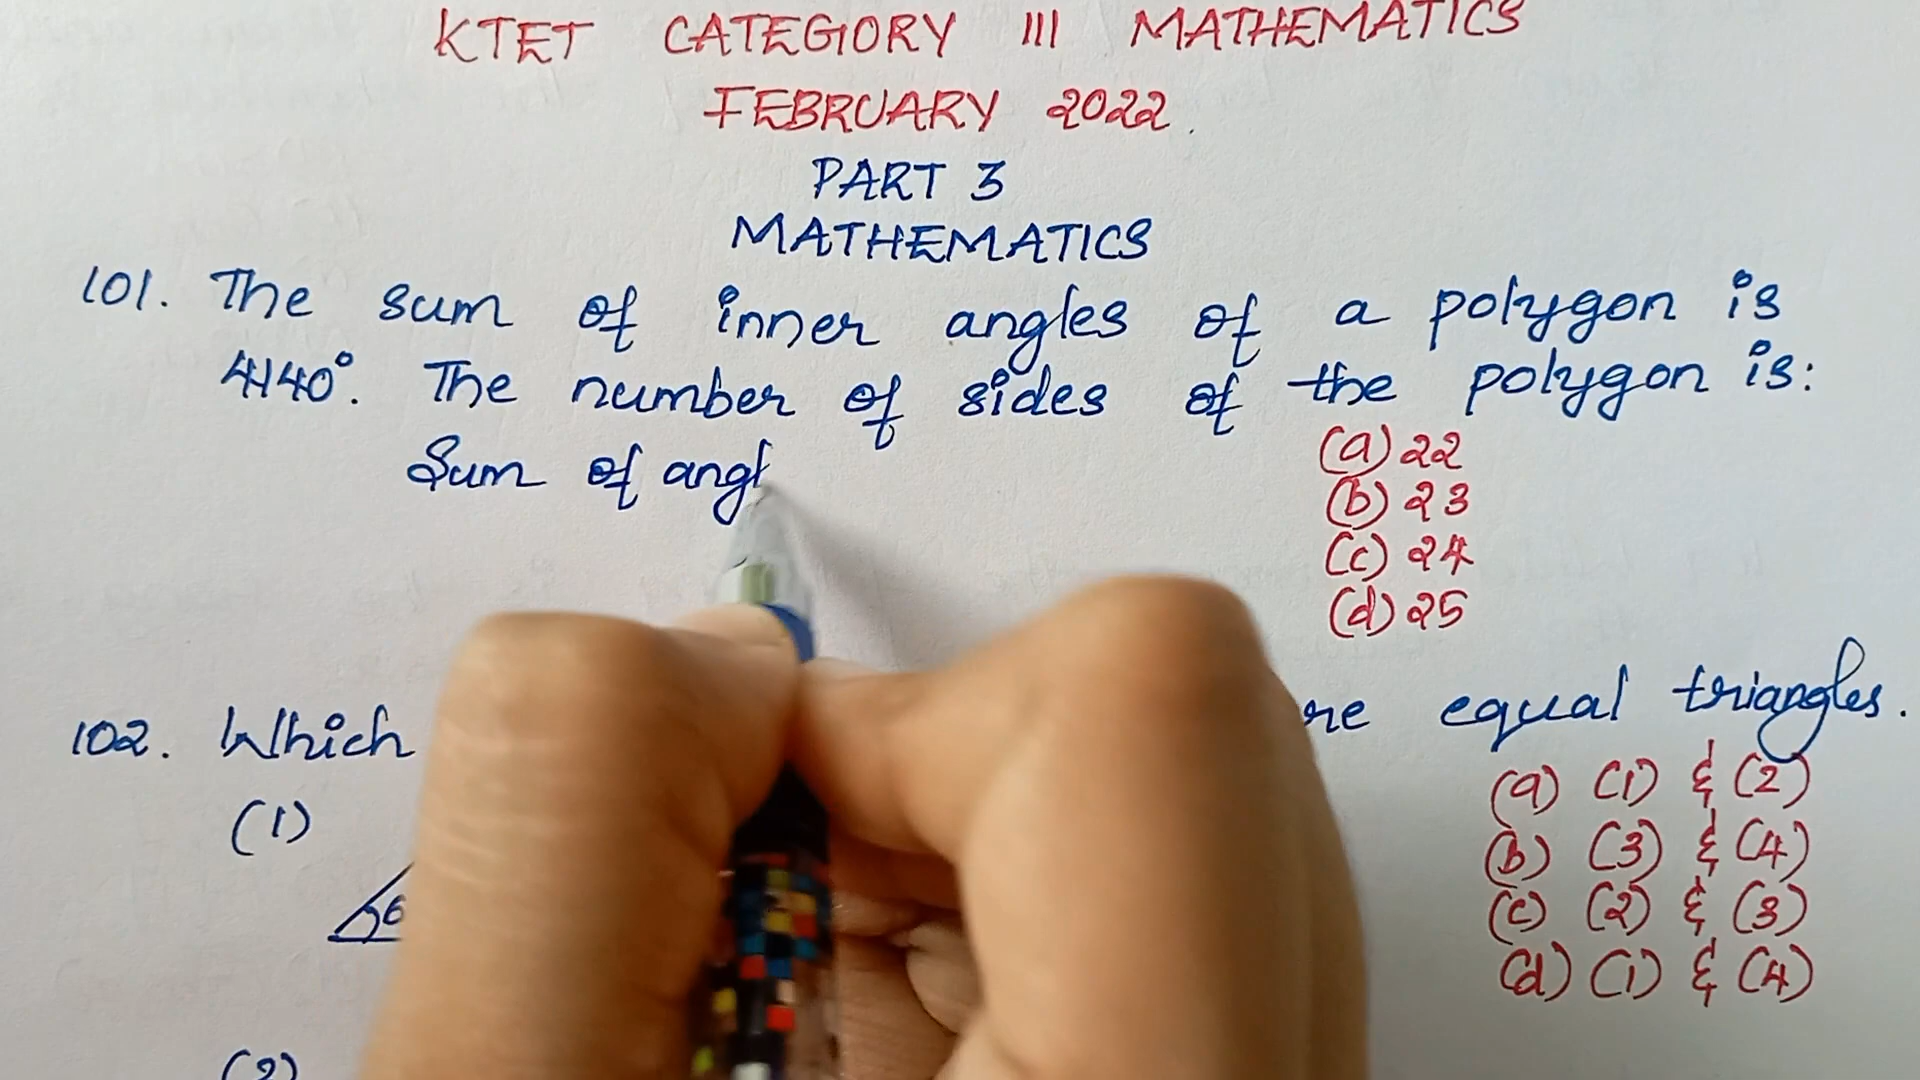 KTET CATEGORY III MATHEMATICS
FEBRUARY 2022.
PART 3
MATHEMATICS
101. The sum of inner angles of a polygon is
4140°. The number of sides of the polygon is:
Sum of angl
(a) 22
(b) 23
(c) 24
(d) 25
102. Which re equal triangles.
(1)
(a) (1) & (2)
(b) (3) & (4)
(c) (2) & (3)
(d) (1) & (4)